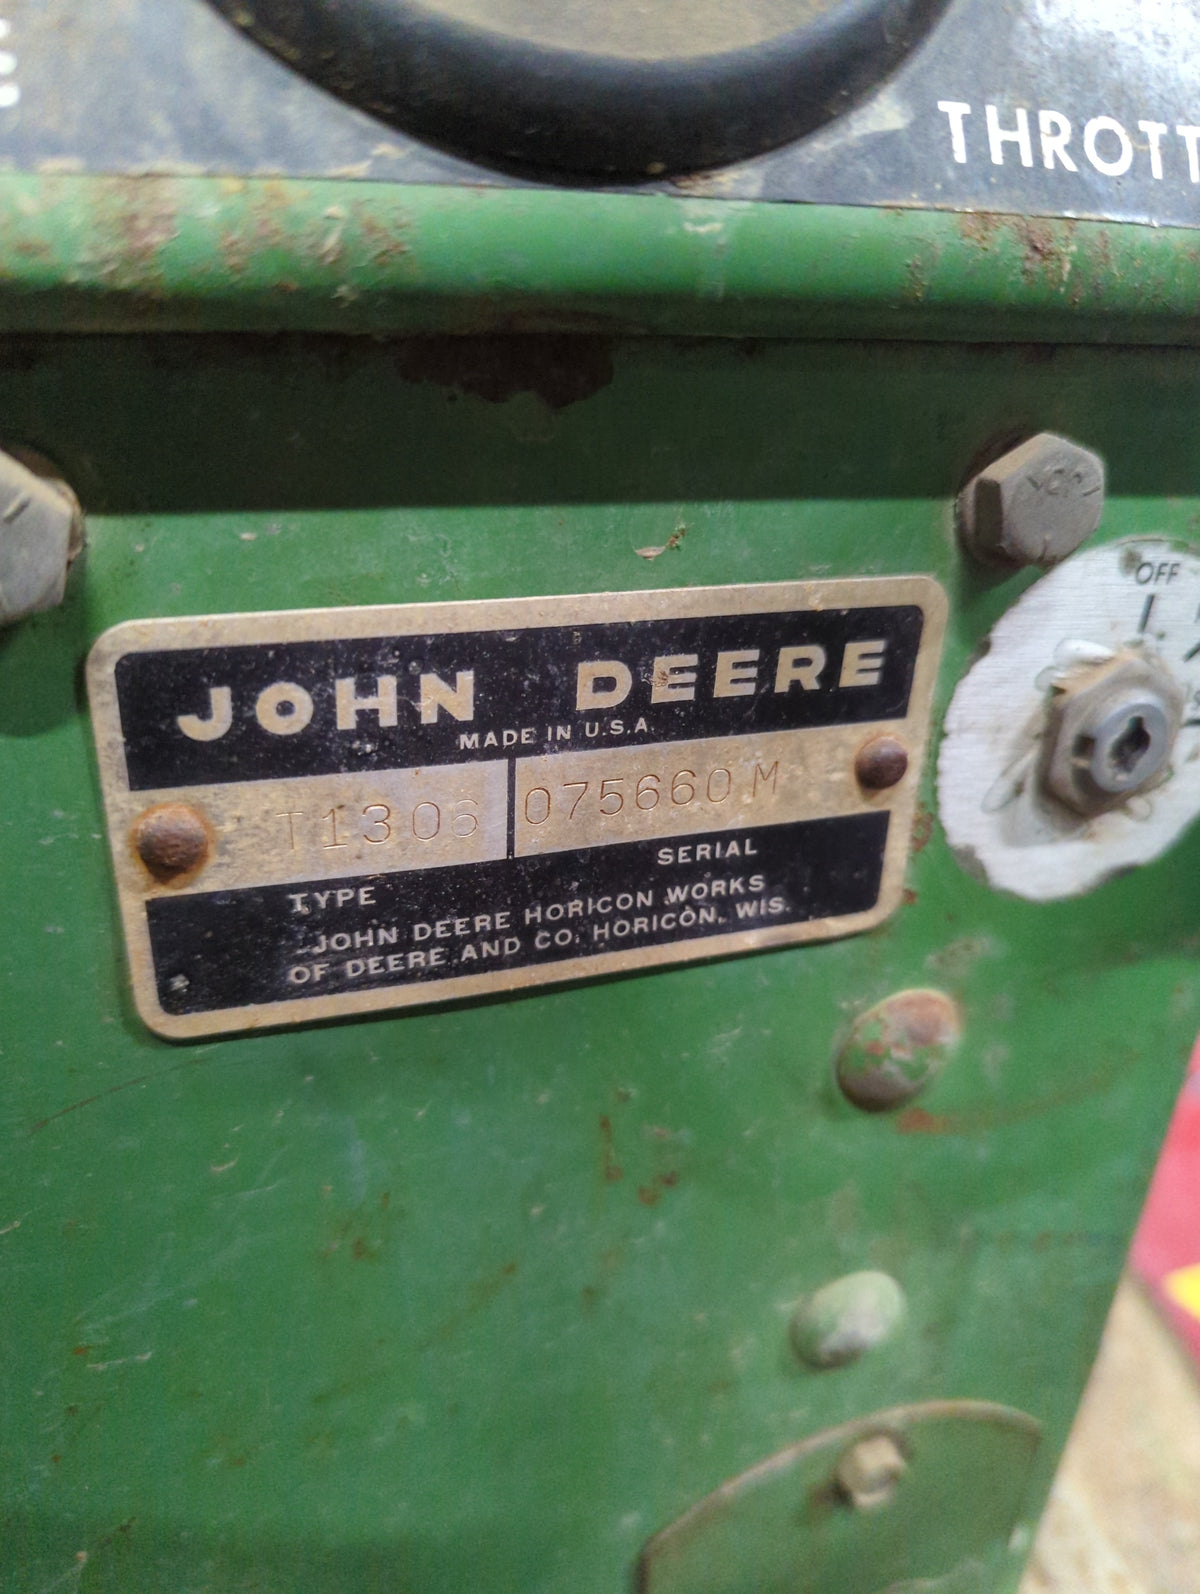 THROTT
OFF
JOHN DEERE
MADE IN U.S.A.
T1306 075660M
TYPE SERIAL
JOHN DEERE HORICON WORKS
OF DEERE AND CO. HORICON, WIS.